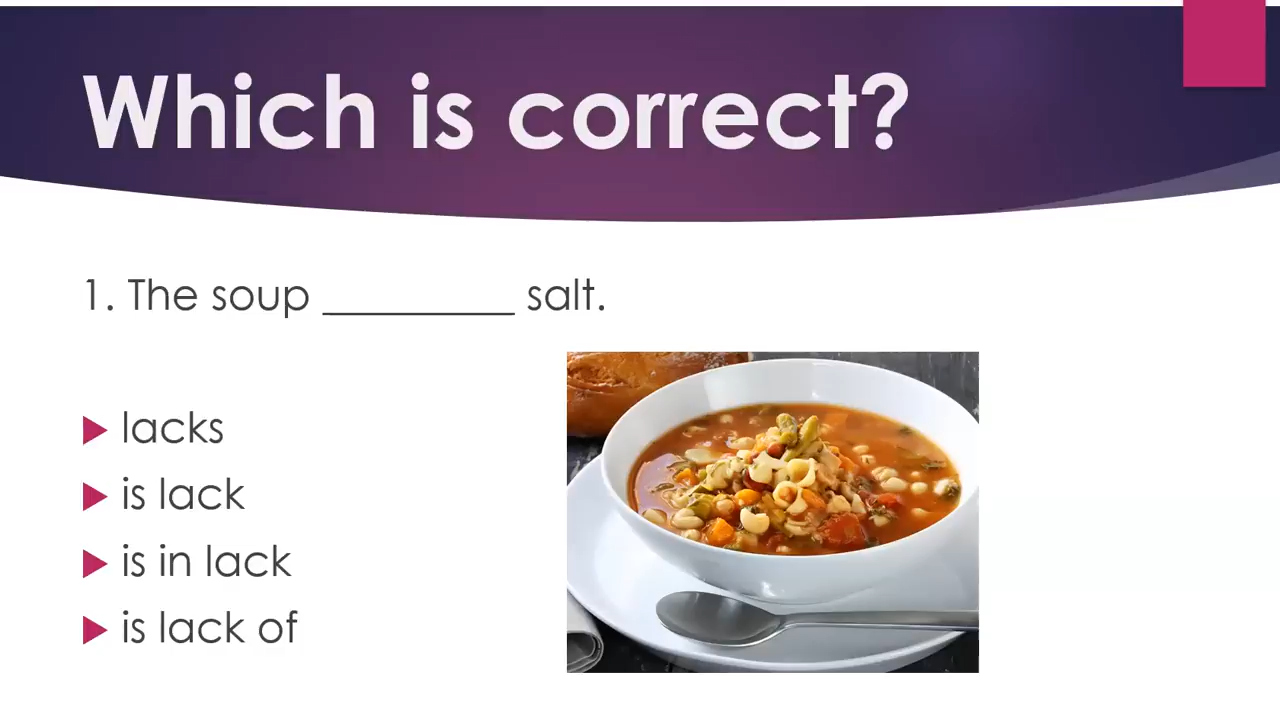 Which is correct?
1. The soup _________ salt.
lacks
is lack
is in lack
is lack of